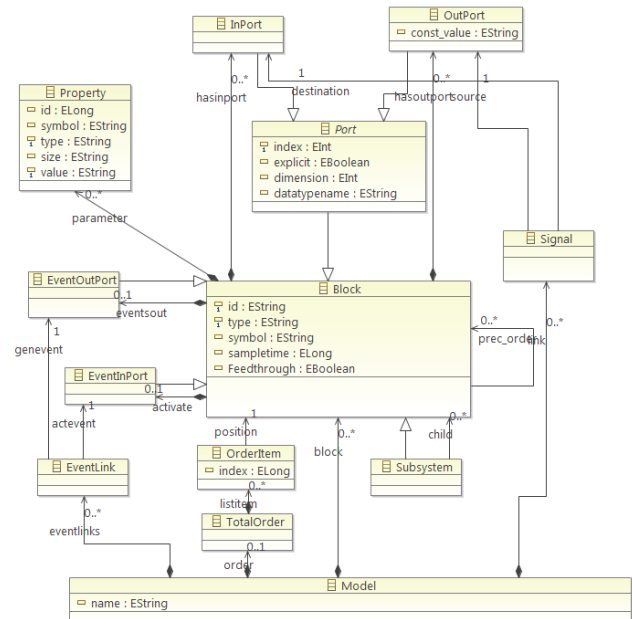 InPort
OutPort
const_value : EString
0..*
1
destination
0..*
1
hasinport
hasoutport
source
Property
id : ELong
symbol : EString
type : EString
size : EString
value : EString
Port
index : EInt
explicit : EBoolean
dimension : EInt
datatypename : EString
0..*
parameter
Signal
EventOutPort
0..1
eventsout
Block
id : EString
type : EString
symbol : EString
sampletime : ELong
Feedthrough : EBoolean
0..*
prec_order
0..*
link
1
genevent
EventInPort
0..1
activate
1
actevent
1
position
0..*
block
0..*
child
EventLink
OrderItem
index : ELong
Subsystem
0..*
listitem
0..*
eventlinks
TotalOrder
0..1
order
Model
name : EString